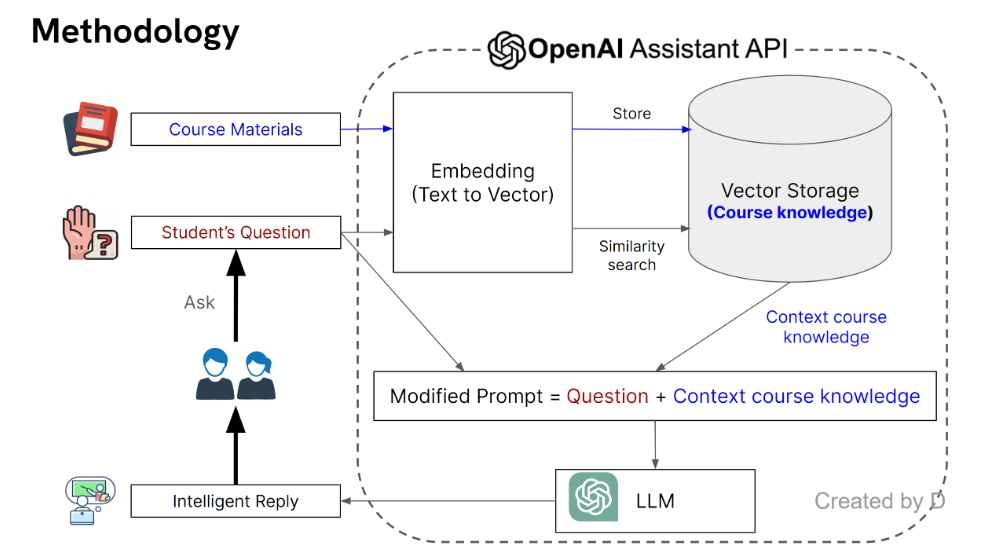 Methodology
OpenAI Assistant API
Course Materials
Store
Embedding
(Text to Vector)
Vector Storage
(Course knowledge)
?
Student's Question
Similarity
search
Ask
Context course
knowledge
Modified Prompt = Question + Context course knowledge
Intelligent Reply
LLM
Created by D